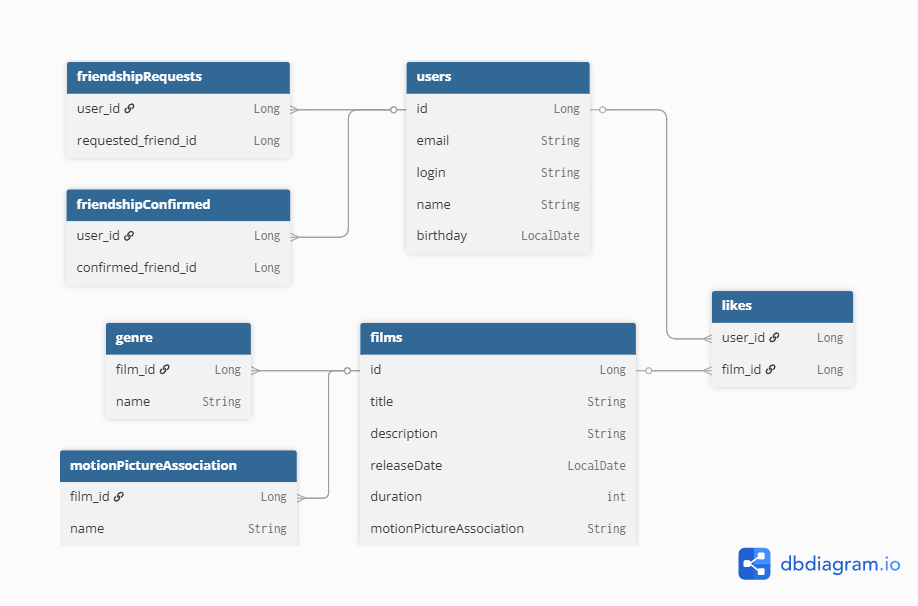 friendshipRequests
user_id Long
requested_friend_id Long
friendshipConfirmed
user_id Long
confirmed_friend_id Long
users
id Long
email String
login String
name String
birthday LocalDate
likes
user_id Long
film_id Long
genre
film_id Long
name String
films
id Long
title String
description String
releaseDate LocalDate
duration int
motionPictureAssociation String
motionPictureAssociation
film_id Long
name String
dbdiagram.io